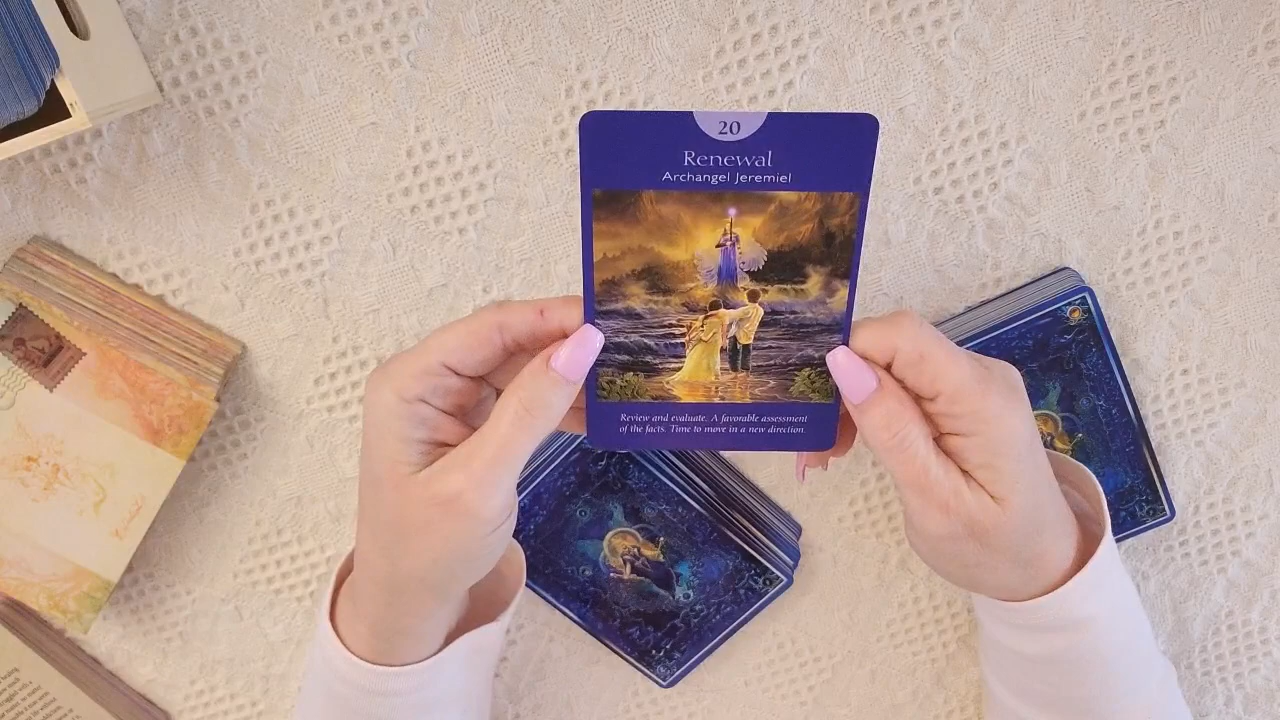 20
Renewal
Archangel Jeremiel
Review and evaluate. A favorable assessment
of the facts. Time to move in a new direction.